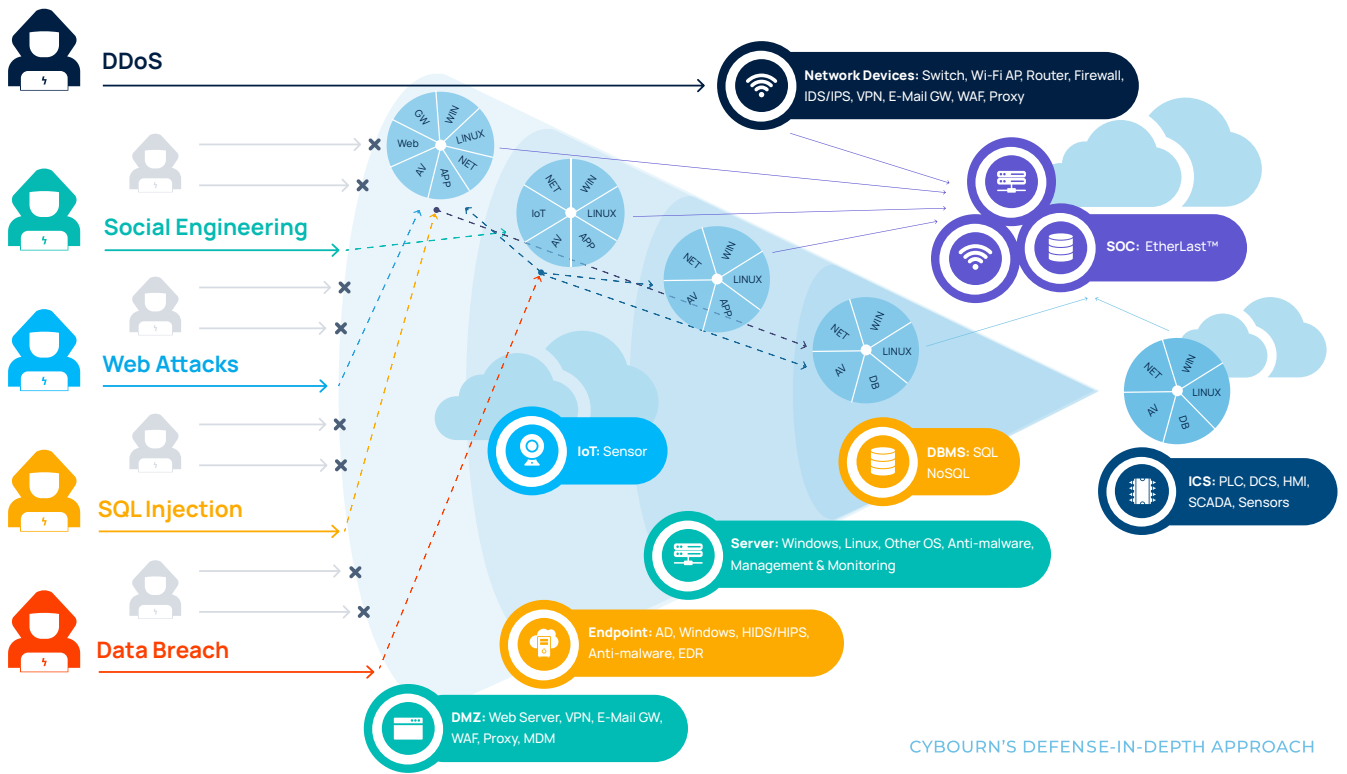 DDoS
Network Devices: Switch, Wi-Fi AP, Router, Firewall,
IDS/IPS, VPN, E-Mail GW, WAF, Proxy
GW
WIN
Web
LINUX
AV
APP
NET
NET
WIN
IoT
LINUX
AV
APP
Social Engineering
NET
WIN
LINUX
AV
APP
SOC: EtherLast™
NET
WIN
LINUX
AV
DB
NET
WIN
LINUX
AV
DB
Web Attacks
IoT: Sensor
DBMS: SQL
NoSQL
ICS: PLC, DCS, HMI,
SCADA, Sensors
SQL Injection
Server: Windows, Linux, Other OS, Anti-malware,
Management & Monitoring
Endpoint: AD, Windows, HIDS/HIPS,
Anti-malware, EDR
Data Breach
DMZ: Web Server, VPN, E-Mail GW,
WAF, Proxy, MDM
CYBOURN'S DEFENSE-IN-DEPTH APPROACH